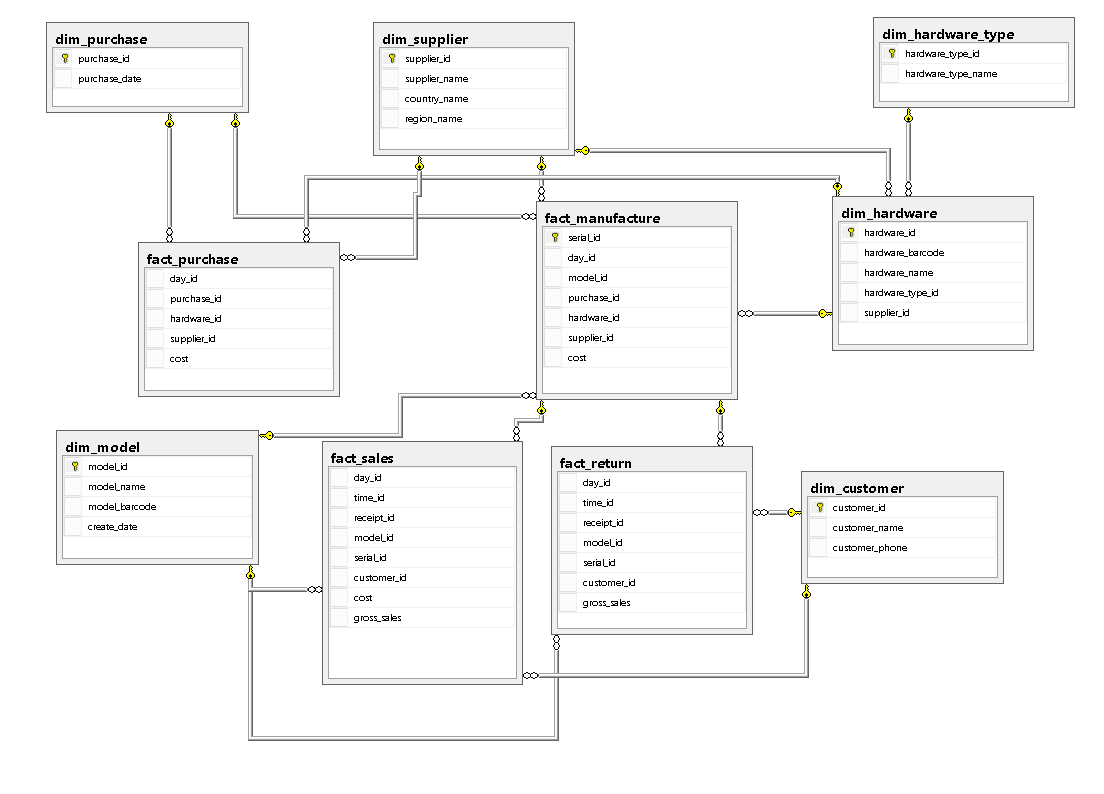 dim_purchase
purchase_id
purchase_date
dim_supplier
supplier_id
supplier_name
country_name
region_name
dim_hardware_type
hardware_type_id
hardware_type_name
fact_purchase
day_id
purchase_id
hardware_id
supplier_id
cost
fact_manufacture
serial_id
day_id
model_id
purchase_id
hardware_id
supplier_id
cost
dim_hardware
hardware_id
hardware_barcode
hardware_name
hardware_type_id
supplier_id
dim_model
model_id
model_name
model_barcode
create_date
fact_sales
day_id
time_id
receipt_id
model_id
serial_id
customer_id
cost
gross_sales
fact_return
day_id
time_id
receipt_id
model_id
serial_id
customer_id
gross_sales
dim_customer
customer_id
customer_name
customer_phone